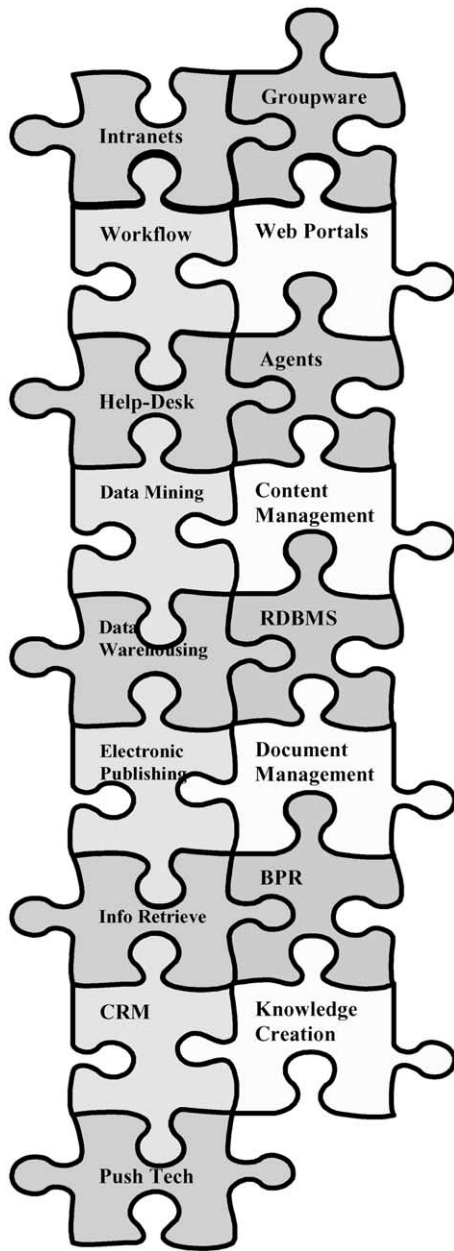 Groupware
Intranets
Workflow
Web Portals
Agents
Help-Desk
Data Mining
Content
Management
RDBMS
Data
Warehousing
Electronic
Publishing
Document
Management
BPR
Info Retrieve
CRM
Knowledge
Creation
Push Tech